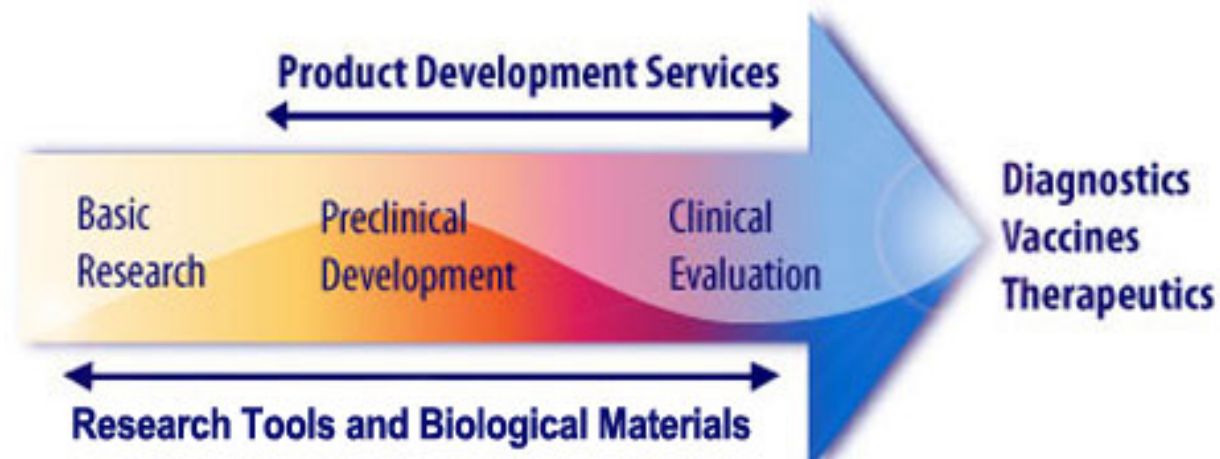 Product Development Services
Basic
Research
Preclinical
Development
Clinical
Evaluation
Diagnostics
Vaccines
Therapeutics
Research Tools and Biological Materials